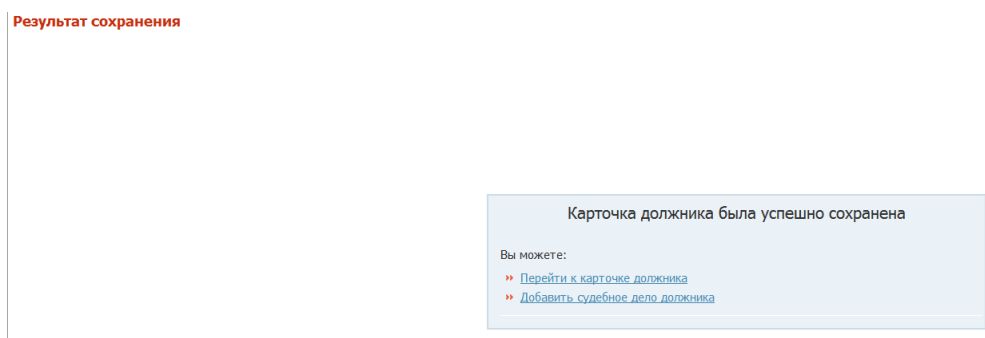 Результат сохранения
Карточка должника была успешно сохранена
Вы можете:
Перейти к карточке должника
Добавить судебное дело должника